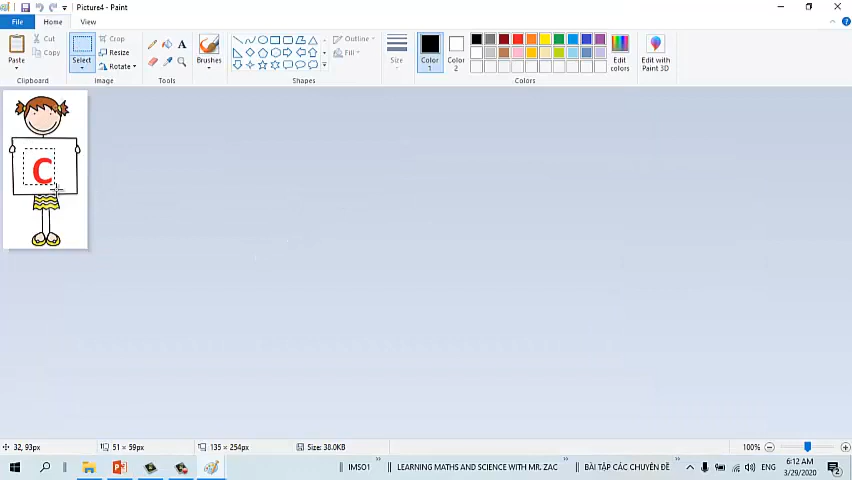 Picture4 - Paint
File
Home
View
Paste
Cut
Copy
Clipboard
Select
Crop
Resize
Rotate
Image
A
Tools
Brushes
Outline
Fill
Shapes
Size
Color 1
Color 2
Edit colors
Colors
Edit with Paint 3D
C
32, 93px
51 × 59px
135 × 254px
Size: 38.0KB
100%
IMSO1
LEARNING MATHS AND SCIENCE WITH MR. ZAC
BÀI TẬP CÁC CHUYÊN ĐỀ
ENG
6:12 AM
3/29/2020
2